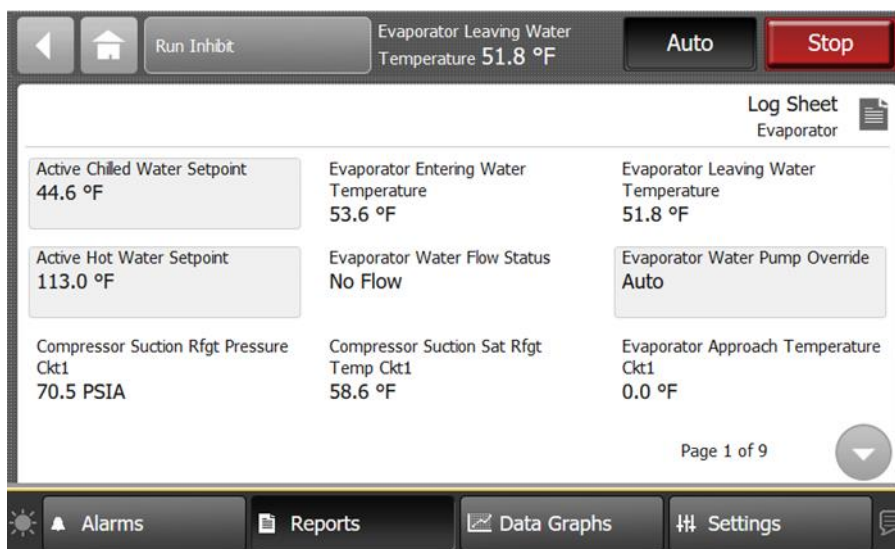 Run Inhibit
Evaporator Leaving Water
Temperature 51.8 °F
Auto
Stop
Log Sheet
Evaporator
Active Chilled Water Setpoint
44.6 °F
Evaporator Entering Water
Temperature
53.6 °F
Evaporator Leaving Water
Temperature
51.8 °F
Active Hot Water Setpoint
113.0 °F
Evaporator Water Flow Status
No Flow
Evaporator Water Pump Override
Auto
Compressor Suction Rfgt Pressure
Ckt1
70.5 PSIA
Compressor Suction Sat Rfgt
Temp Ckt1
58.6 °F
Evaporator Approach Temperature
Ckt1
0.0 °F
Page 1 of 9
Alarms
Reports
Data Graphs
Settings